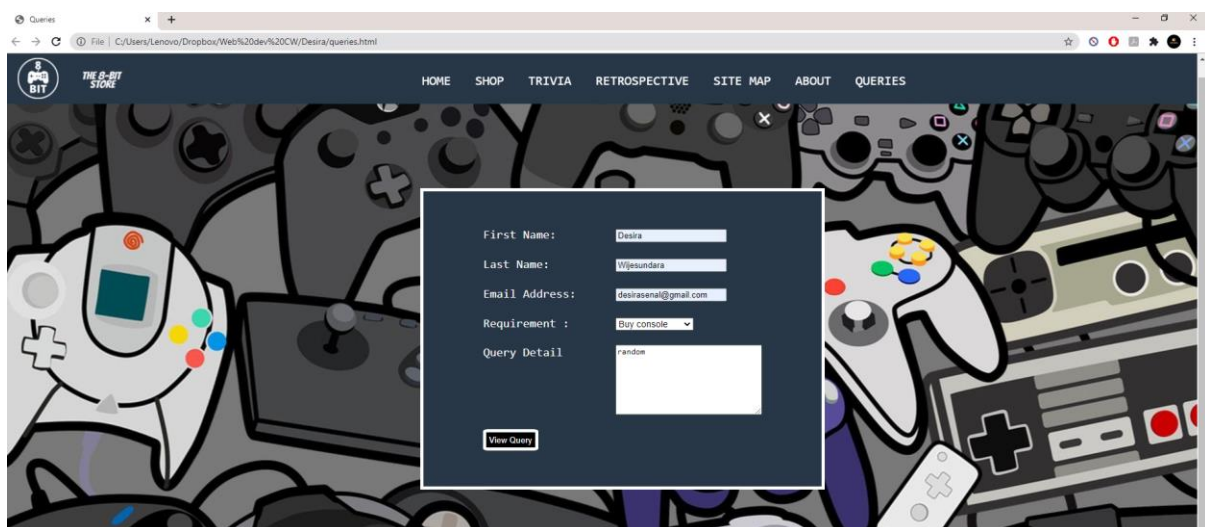 Queries
File | C:/Users/Lenovo/Dropbox/Web%20dev%20CW/Desira/queries.html
8
BIT
THE 8-BIT
STORE
HOME SHOP TRIVIA RETROSPECTIVE SITE MAP ABOUT QUERIES
First Name: Desira
Last Name: Wijesundara
Email Address: desirasenal@gmail.com
Requirement : Buy console
Query Detail random
View Query